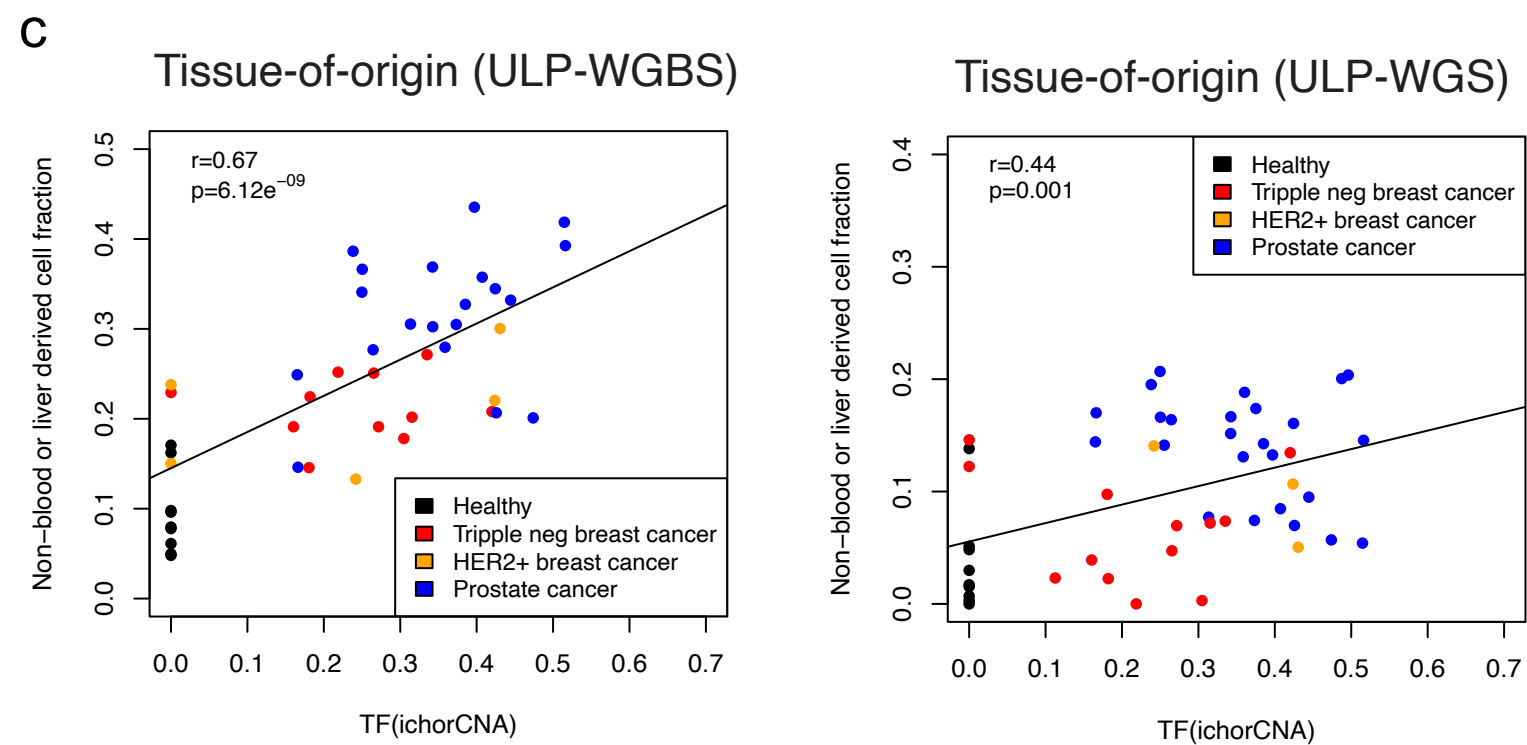 C
Tissue-of-origin (ULP-WGBS)
Non−blood or liver derived cell fraction
0.5
0.4
0.3
0.2
0.1
0.0
r=0.67
p=6.12e−09
Healthy
Tripple neg breast cancer
HER2+ breast cancer
Prostate cancer
0.0 0.1 0.2 0.3 0.4 0.5 0.6 0.7
TF(ichorCNA)
Tissue-of-origin (ULP-WGS)
Non−blood or liver derived cell fraction
0.4
0.3
0.2
0.1
0.0
r=0.44
p=0.001
Healthy
Tripple neg breast cancer
HER2+ breast cancer
Prostate cancer
0.0 0.1 0.2 0.3 0.4 0.5 0.6 0.7
TF(ichorCNA)